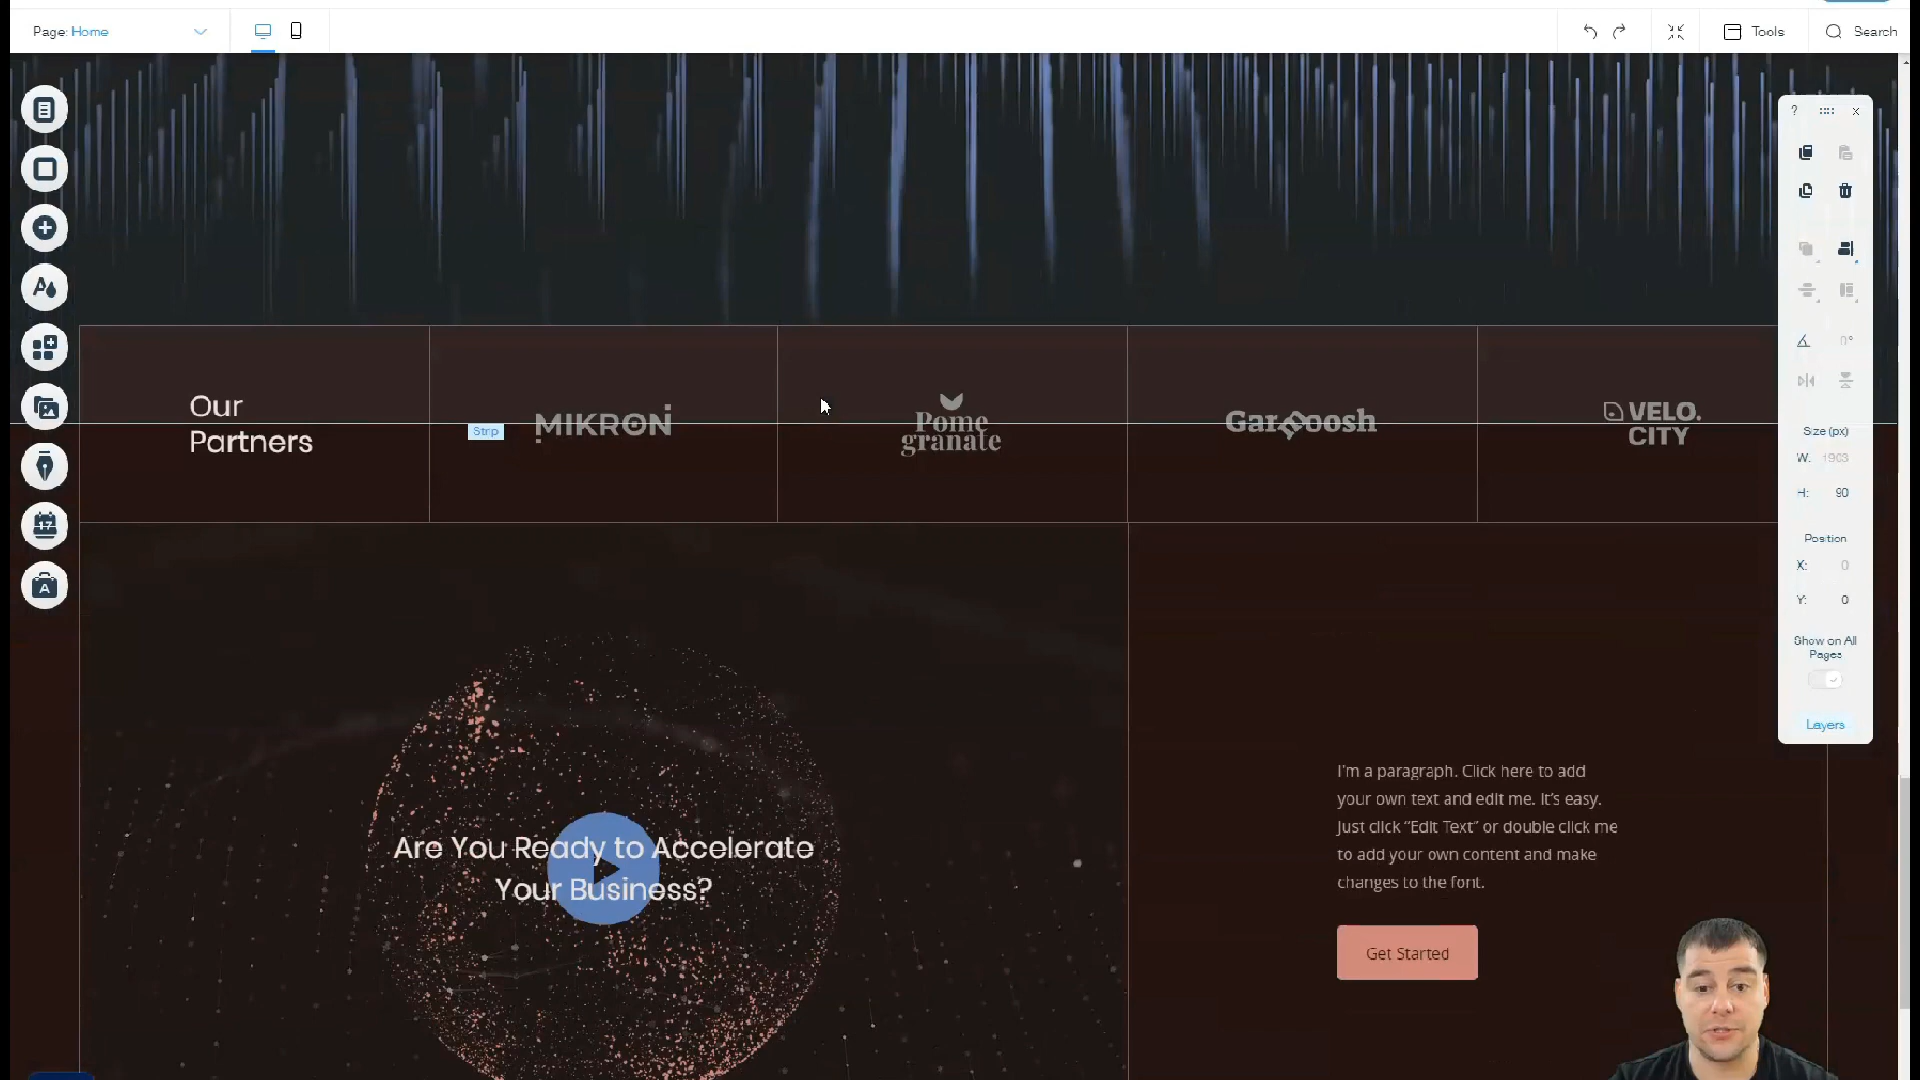 Page: Home
Tools
Search
?
Our
Partners
Strip
MIKRON
Pome
granate
VELO.
CITY
0°
Size (px)
W: 1903
H: 90
Position
X: 0
Y: 0
Show on All
Pages
Layers
17
A
Are You Ready to Accelerate
Your Business?
I'm a paragraph. Click here to add
your own text and edit me. It's easy.
Just click “Edit Text” or double click me
to add your own content and make
changes to the font.
Get Started